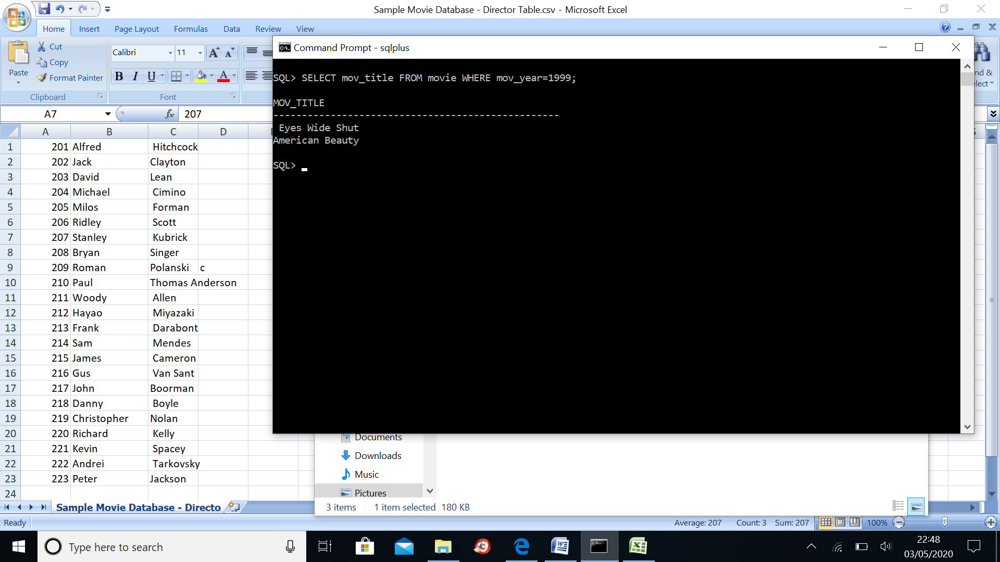 Sample Movie Database - Director Table.csv - Microsoft Excel
Home Insert Page Layout Formulas Data Review View
Cut
Copy
Format Painter
Paste
Clipboard
Calibri 11
B I U A
Font
A7 fx 207
Command Prompt - sqlplus
SQL> SELECT mov_title FROM movie WHERE mov_year=1999;
MOV_TITLE
--------------------------------------------------
Eyes Wide Shut
American Beauty
SQL> _
A B C D
1 201 Alfred Hitchcock
2 202 Jack Clayton
3 203 David Lean
4 204 Michael Cimino
5 205 Milos Forman
6 206 Ridley Scott
7 207 Stanley Kubrick
8 208 Bryan Singer
9 209 Roman Polanski c
10 210 Paul Thomas Anderson
11 211 Woody Allen
12 212 Hayao Miyazaki
13 213 Frank Darabont
14 214 Sam Mendes
15 215 James Cameron
16 216 Gus Van Sant
17 217 John Boorman
18 218 Danny Boyle
19 219 Christopher Nolan
20 220 Richard Kelly
21 221 Kevin Spacey
22 222 Andrei Tarkovsky
23 223 Peter Jackson
24
Documents
Downloads
Music
Pictures
3 items 1 item selected 180 KB
Sample Movie Database - Directo
Ready Average: 207 Count: 3 Sum: 207 100%
Type here to search
22:48
03/05/2020